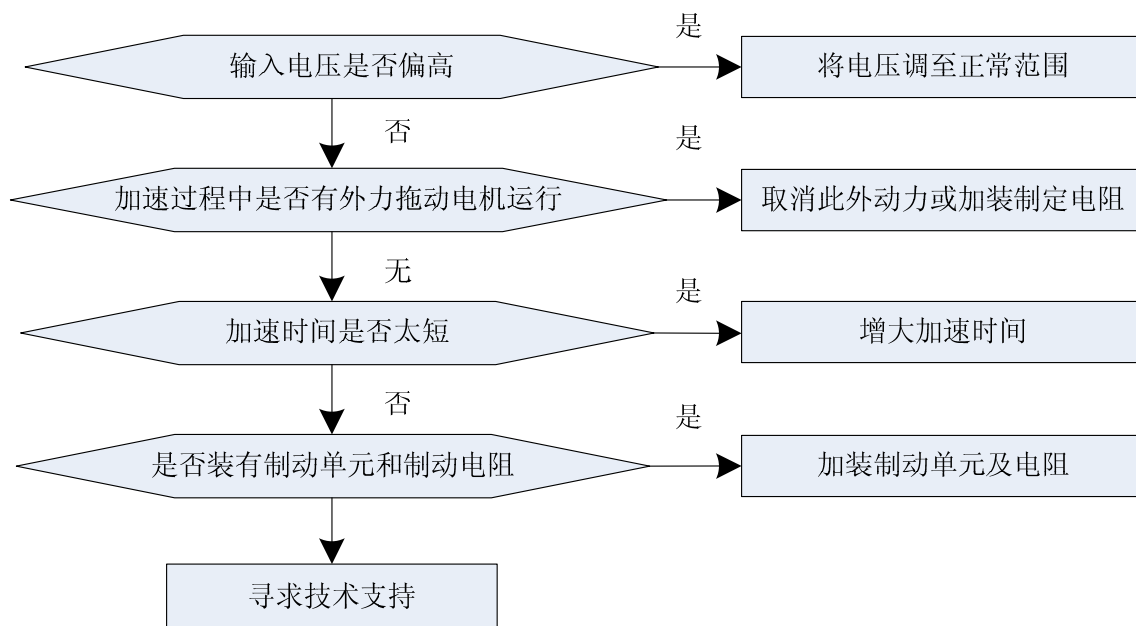 是
输入电压是否偏高
将电压调至正常范围
否
是
加速过程中是否有外力拖动电机运行
取消此外动力或加装制定电阻
无
是
加速时间是否太短
增大加速时间
否
是
是否装有制动单元和制动电阻
加装制动单元及电阻
寻求技术支持